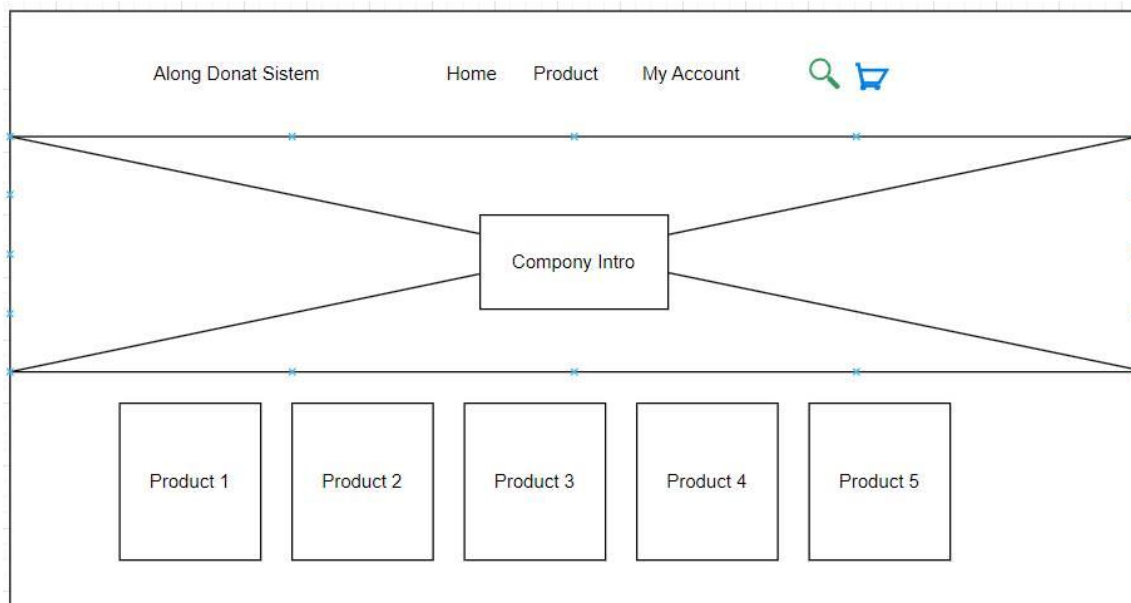 Along Donat Sistem Home Product My Account
Compony Intro
Product 1 Product 2 Product 3 Product 4 Product 5